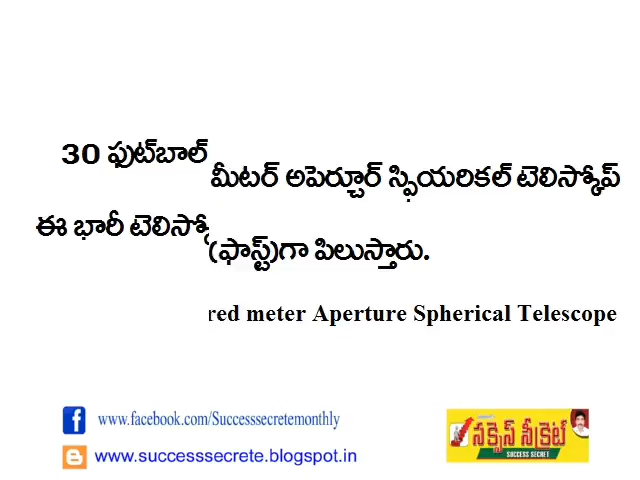 30 ఫుట్‌బాల్
మీటర్ అపెర్చూర్ స్ఫియరికల్ టెలిస్కోప్
ఈ భారీ
(ఫాస్ట్)గా పిలుస్తారు.
meter Aperture Spherical Telescope
www.facebook.com/Successsecretemonthly
www.successsecrete.blogspot.in
సక్సెస్ సీక్రెట్
SUCCESS SECRET